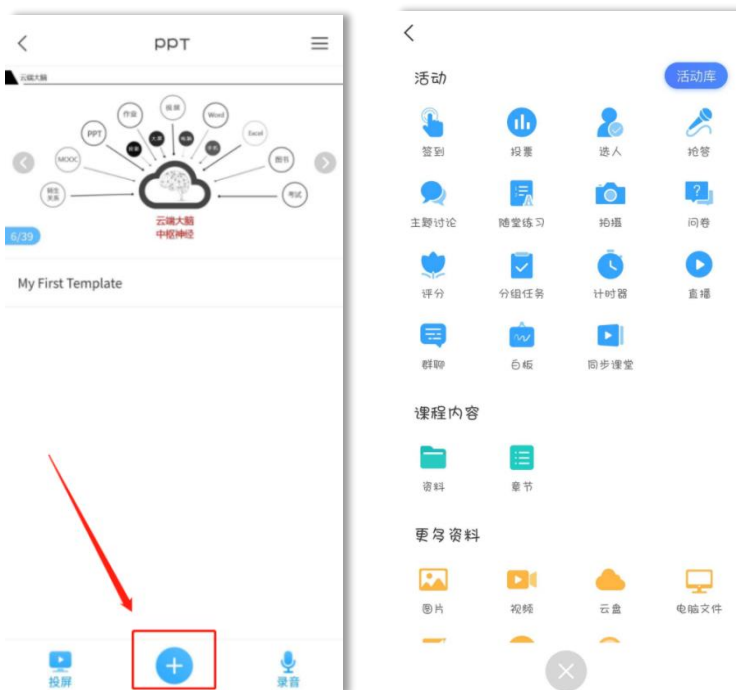 PPT
云端大脑
作业
视频
Word
PPT
Excel
MOOC
图书
考试
云端大脑
中枢神经
6/39
My First Template
投屏
录音
活动
活动库
签到
投票
选人
抢答
主题讨论
随堂练习
拍摄
问卷
评分
分组任务
计时器
直播
群聊
白板
同步课堂
课程内容
资料
章节
更多资料
图片
视频
云盘
电脑文件